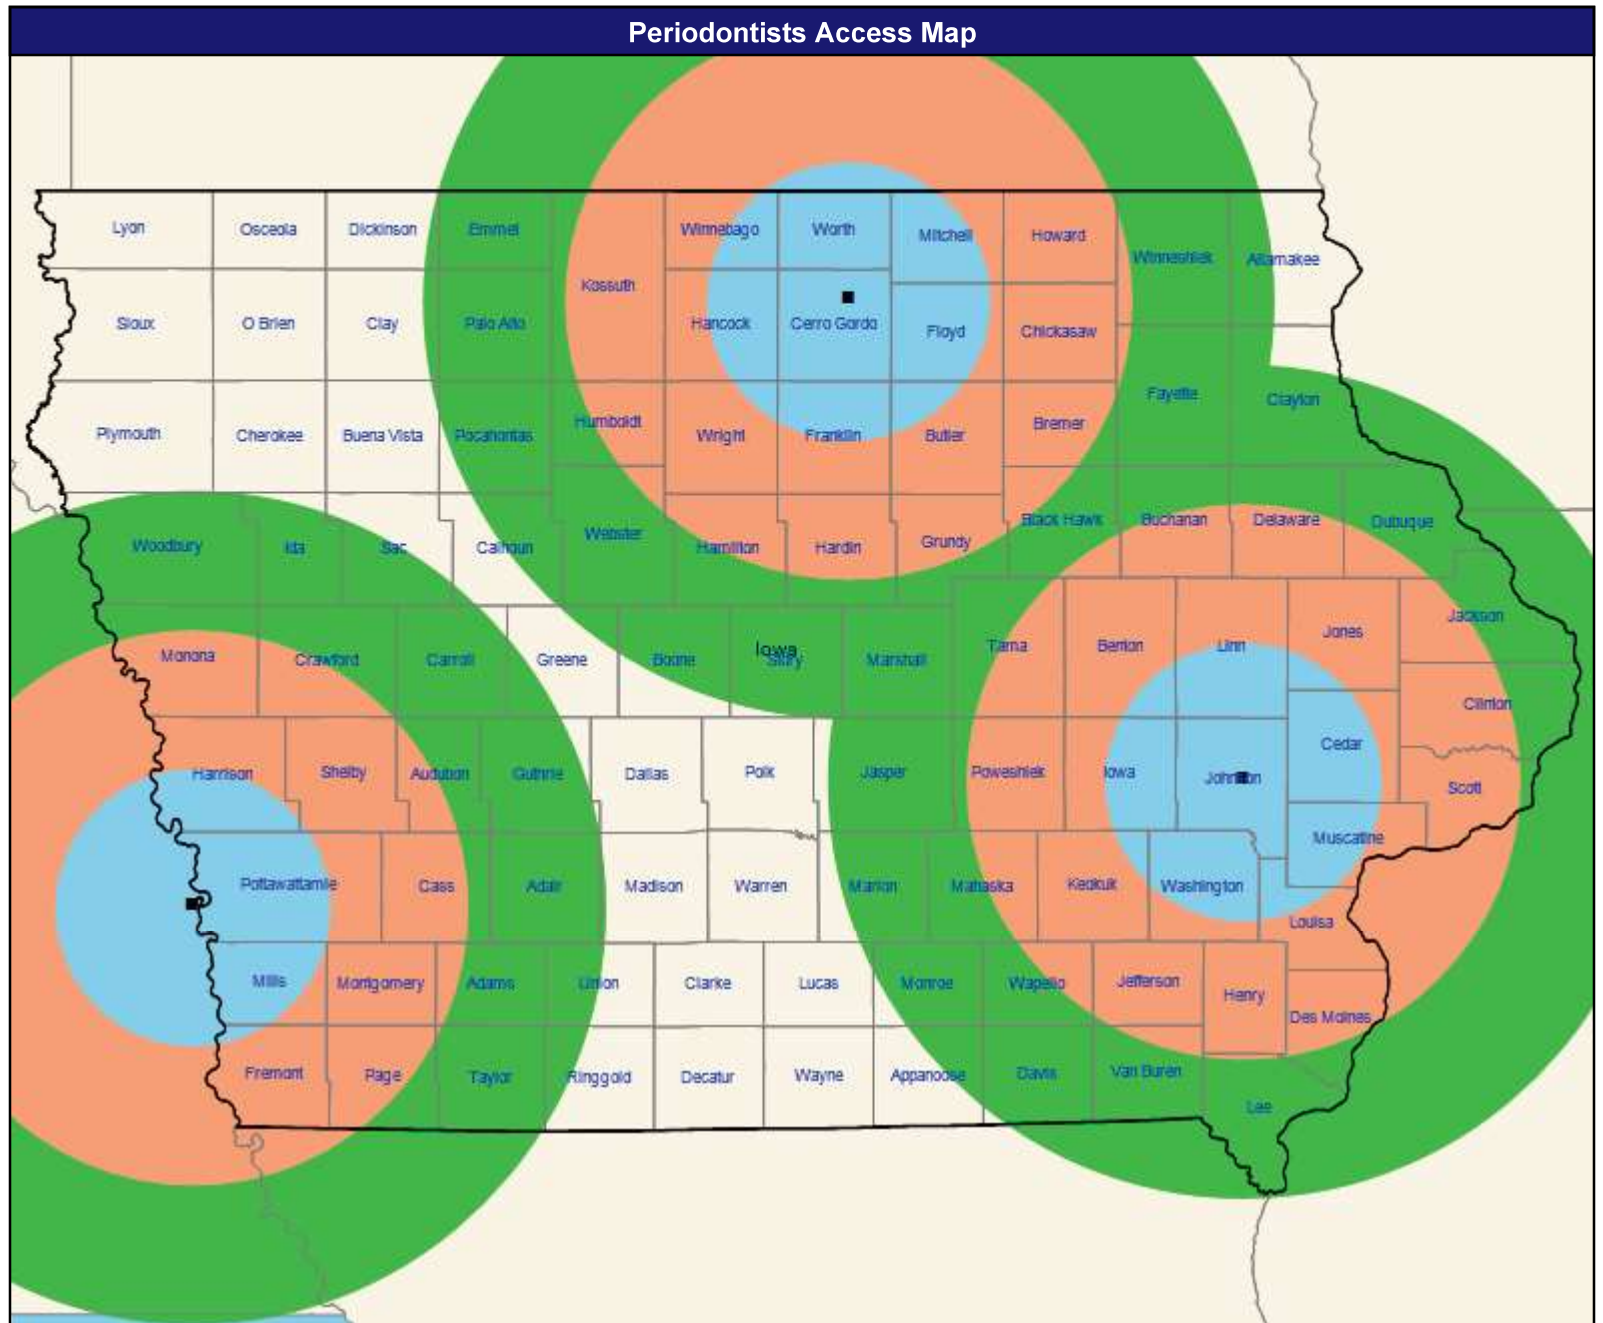 Periodontists Access Map
Lyon Osceola Dickinson Emmet Winnebago Worth Mitchell Howard
Winneshiek Allamakee
Kossuth
Sioux O Brien Clay Palo Alto Hancock Cerro Gordo Floyd Chickasaw
Plymouth Cherokee Buena Vista Pocahontas Humboldt Wright Franklin Butler Bremer Fayette Clayton
Woodbury Ida Sac Calhoun Webster Hamilton Hardin Grundy Black Hawk Buchanan Delaware Dubuque
Monona Crawford Carroll Greene Boone Story Marshall Tama Benton Linn Jones Jackson
Iowa
Harrison Shelby Audubon Guthrie Dallas Polk Jasper Poweshiek Iowa Johnson Cedar Clinton
Scott
Pottawattamie Cass Adair Madison Warren Marion Mahaska Keokuk Washington Muscatine
Louisa
Mills Montgomery Adams Union Clarke Lucas Monroe Wapello Jefferson Henry Des Moines
Fremont Page Taylor Ringgold Decatur Wayne Appanoose Davis Van Buren Lee